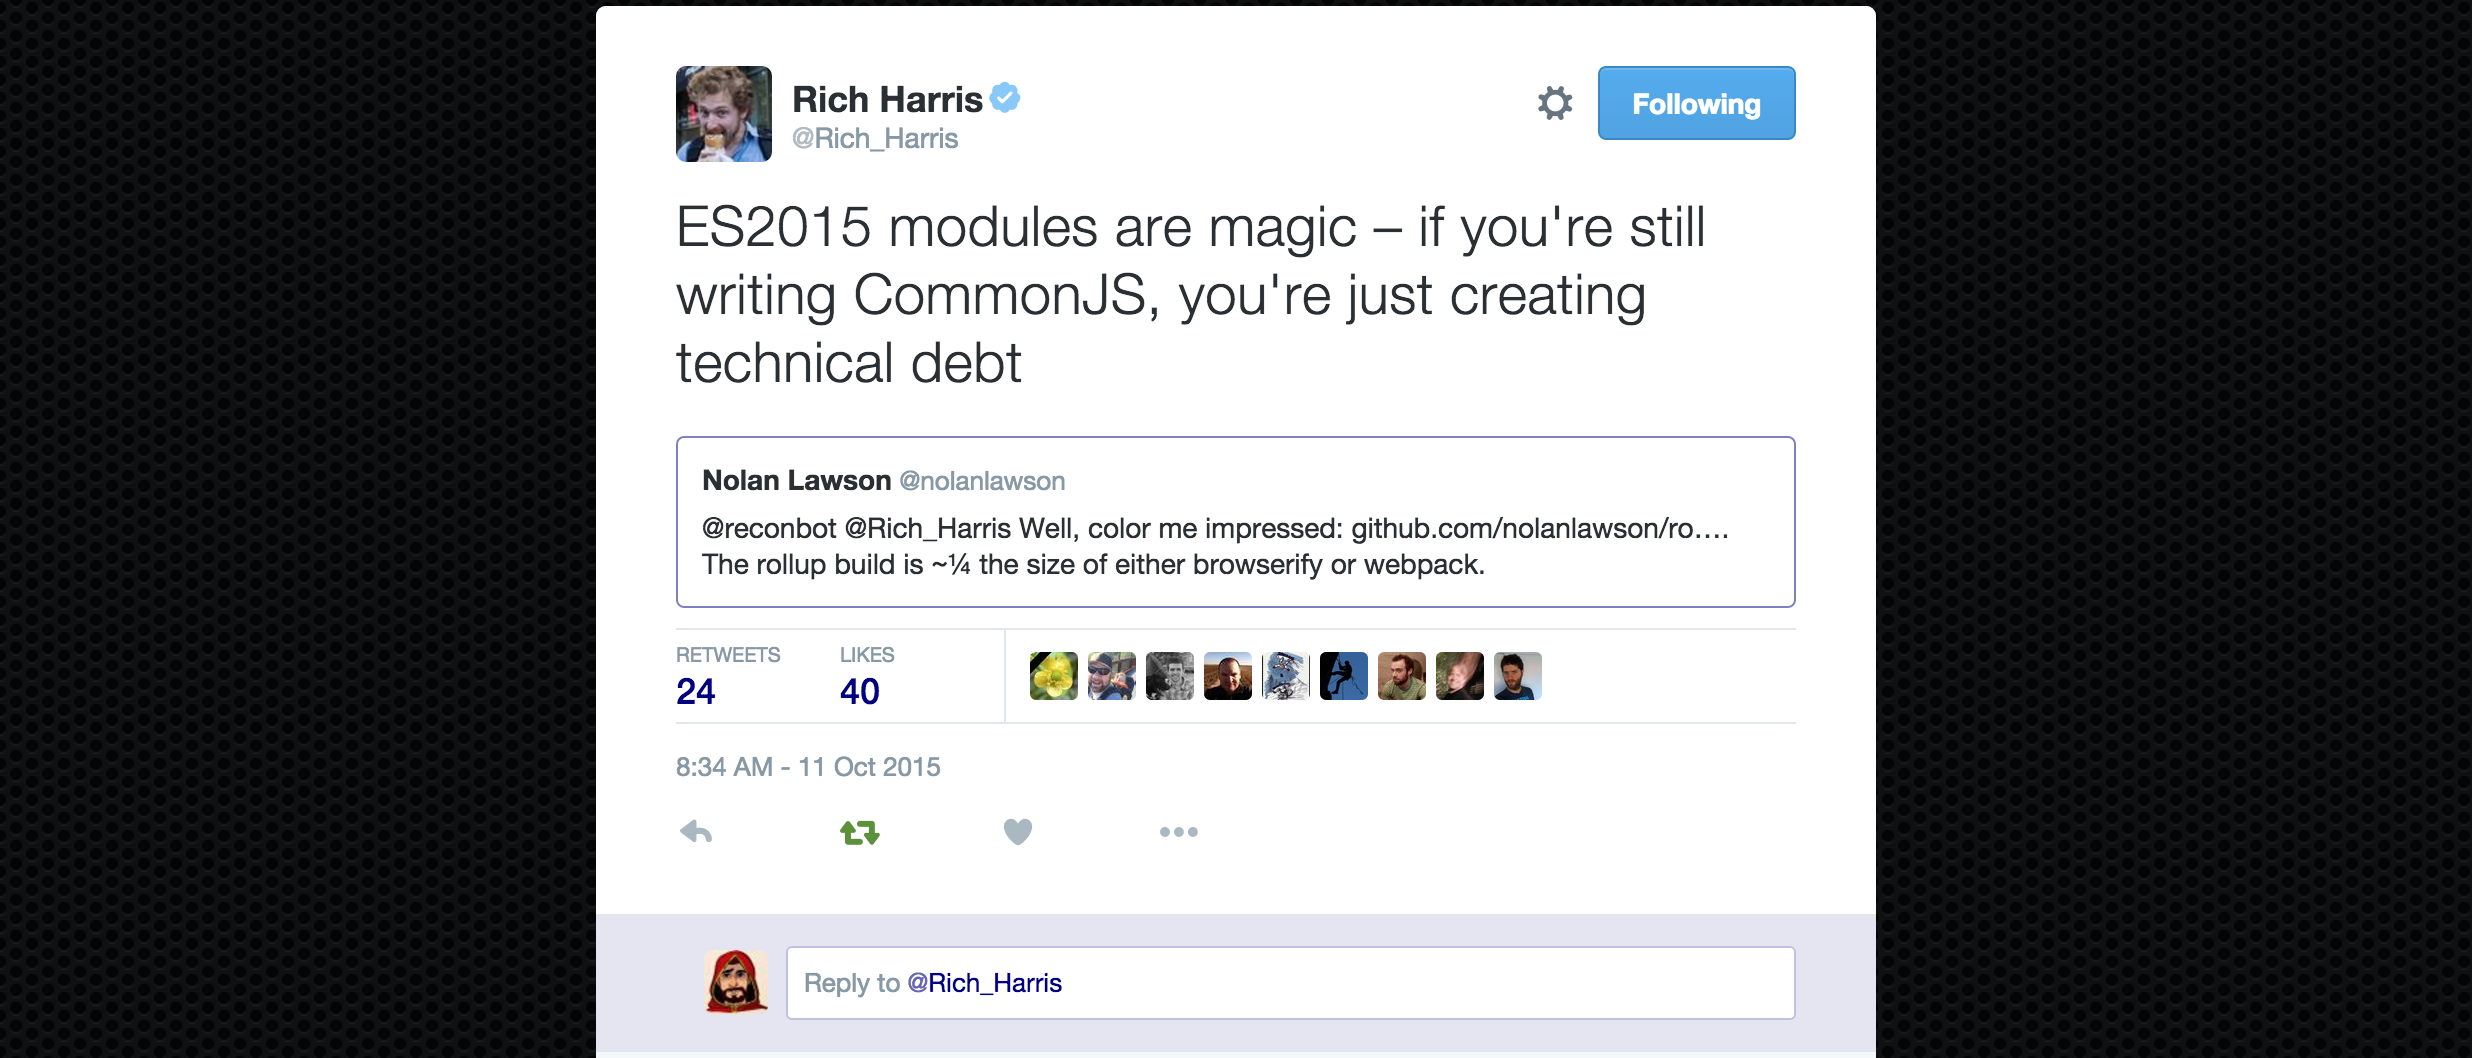 Rich Harris
@Rich_Harris
Following
ES2015 modules are magic – if you're still
writing CommonJS, you're just creating
technical debt
Nolan Lawson @nolanlawson
@reconbot @Rich_Harris Well, color me impressed: github.com/nolanlawson/ro….
The rollup build is ~¼ the size of either browserify or webpack.
RETWEETS
24
LIKES
40
8:34 AM - 11 Oct 2015
Reply to @Rich_Harris